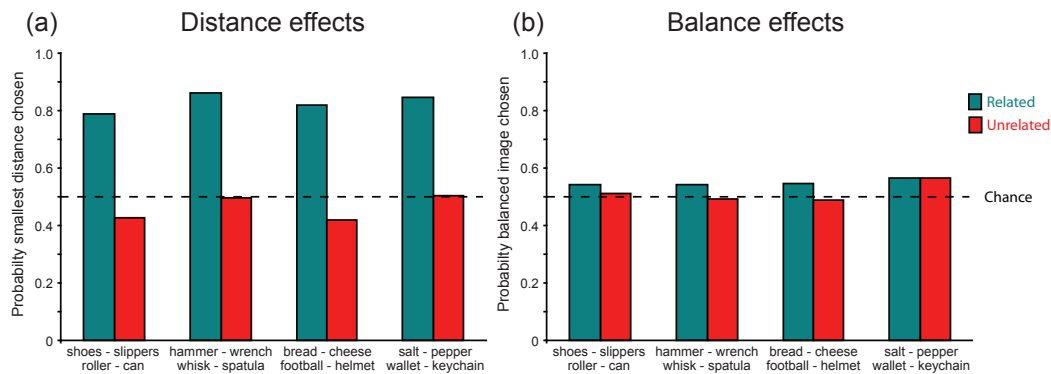 (a) Distance effects
Probabilty smallest distance chosen
1.0
0.8
0.6
0.4
0.2
0
shoes - slippers
roller - can
hammer - wrench
whisk - spatula
bread - cheese
football - helmet
salt - pepper
wallet - keychain
(b) Balance effects
Probabilty balanced image chosen
1.0
0.8
0.6
0.4
0.2
0
shoes - slippers
roller - can
hammer - wrench
whisk - spatula
bread - cheese
football - helmet
salt - pepper
wallet - keychain
Related
Unrelated
Chance